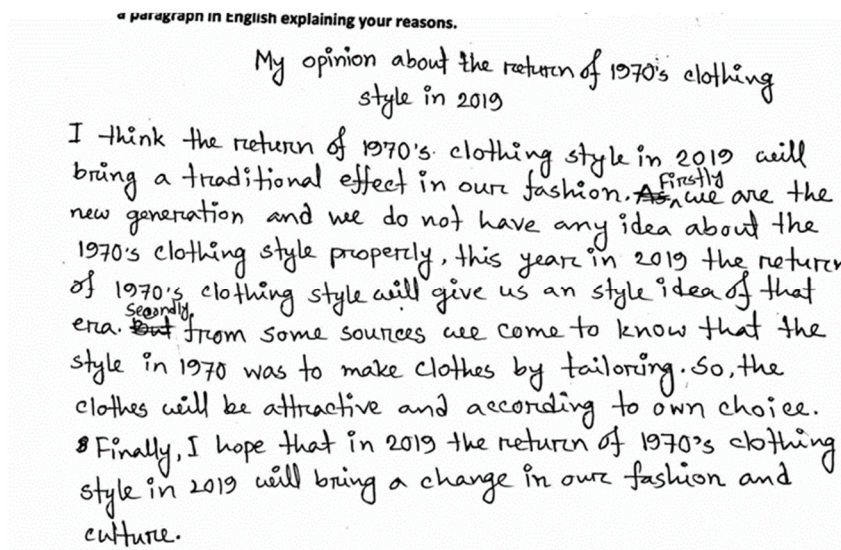 a paragraph in English explaining your reasons.
My opinion about the return of 1970's clothing
style in 2019
I think the return of 1970's clothing style in 2019 will
bring a traditional effect in our fashion. As Firstly we are the
new generation and we do not have any idea about the
1970's clothing style properly, this year in 2019 the return
of 1970's clothing style will give us an style idea of that
era. But Secondly, from some sources we come to know that the
style in 1970 was to make clothes by tailoring. So, the
clothes will be attractive and according to own choice.
Finally, I hope that in 2019 the return of 1970's clothing
style in 2019 will bring a change in our fashion and
culture.